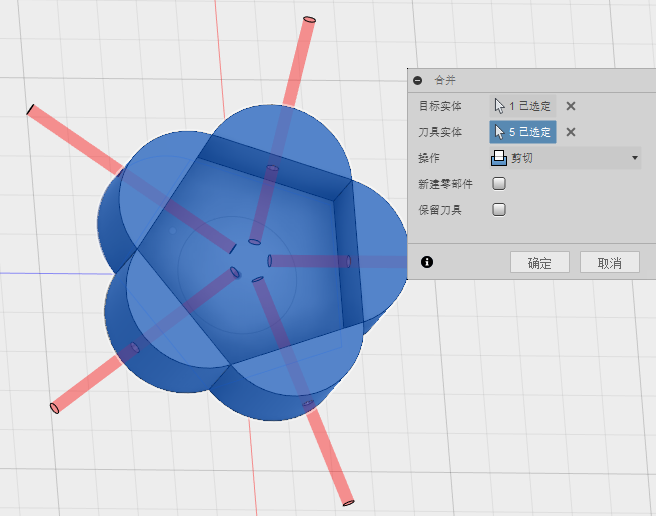 合并
目标实体 1 已选定
刀具实体 5 已选定
操作 剪切
新建零部件
保留刀具
确定 取消